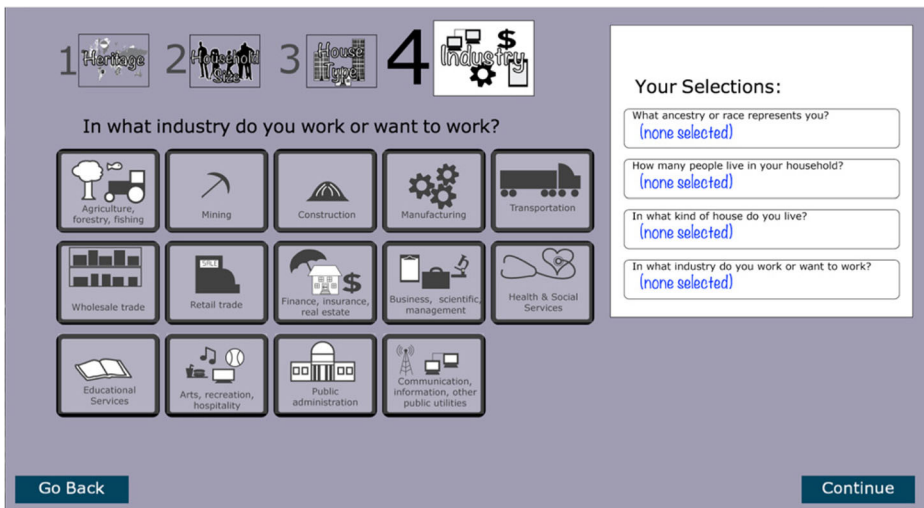 1 Heritage
2 Household
Size
3 House
Type
4 Industry
In what industry do you work or want to work?
Agriculture,
forestry, fishing
Mining
Construction
Manufacturing
Transportation
Wholesale trade
SALE
Retail trade
Finance, insurance,
real estate
Business, scientific,
management
Health & Social
Services
Educational
Services
Arts, recreation,
hospitality
Public
administration
Communication,
information, other
public utilities
Your Selections:
What ancestry or race represents you?
(none selected)
How many people live in your household?
(none selected)
In what kind of house do you live?
(none selected)
In what industry do you work or want to work?
(none selected)
Go Back
Continue